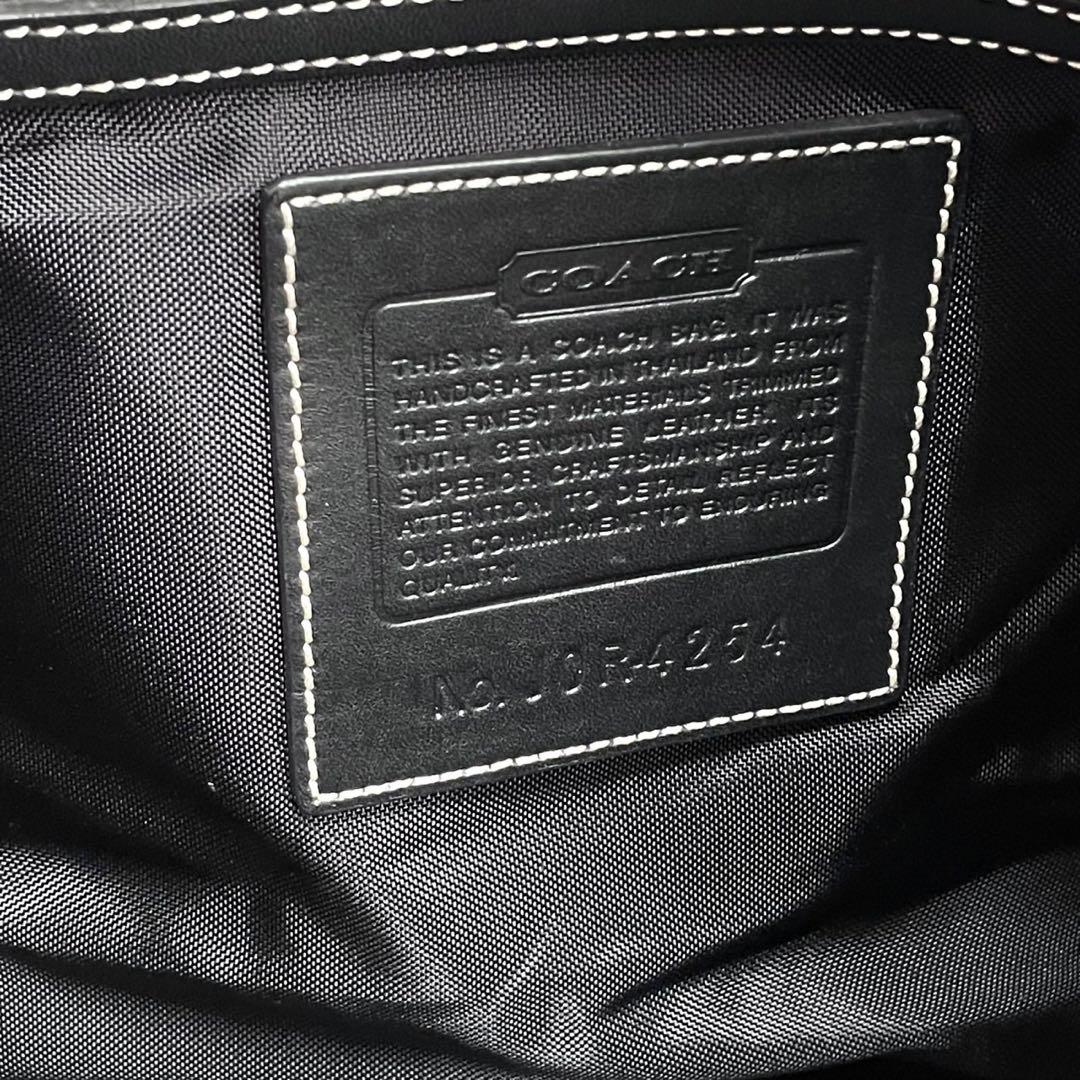 COACH
THIS IS A COACH BAG. IT WAS
HANDCRAFTED IN THAILAND FROM
THE FINEST MATERIALS TRIMMED
WITH GENUINE LEATHER. ITS
SUPERIOR CRAFTSMANSHIP AND
ATTENTION TO DETAIL REFLECT
OUR COMMITMENT TO ENDURING
QUALITY.
No. J0R-4254